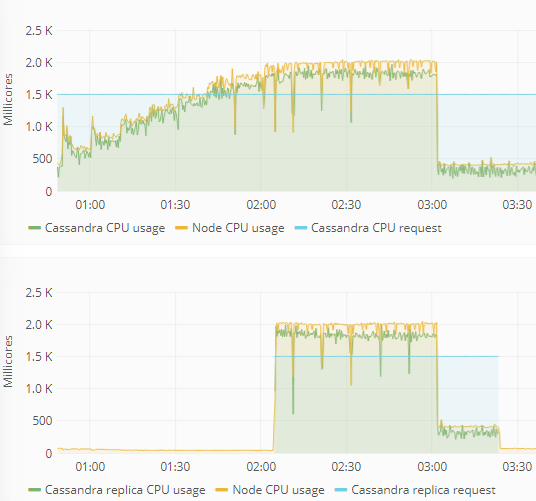 2.5 K
2.0 K
1.5 K
1.0 K
500
0
Millicores
01:00 01:30 02:00 02:30 03:00 03:30
Cassandra CPU usage Node CPU usage Cassandra CPU request
2.5 K
2.0 K
1.5 K
1.0 K
500
0
Millicores
01:00 01:30 02:00 02:30 03:00 03:30
Cassandra replica CPU usage Node CPU usage Cassandra replica request